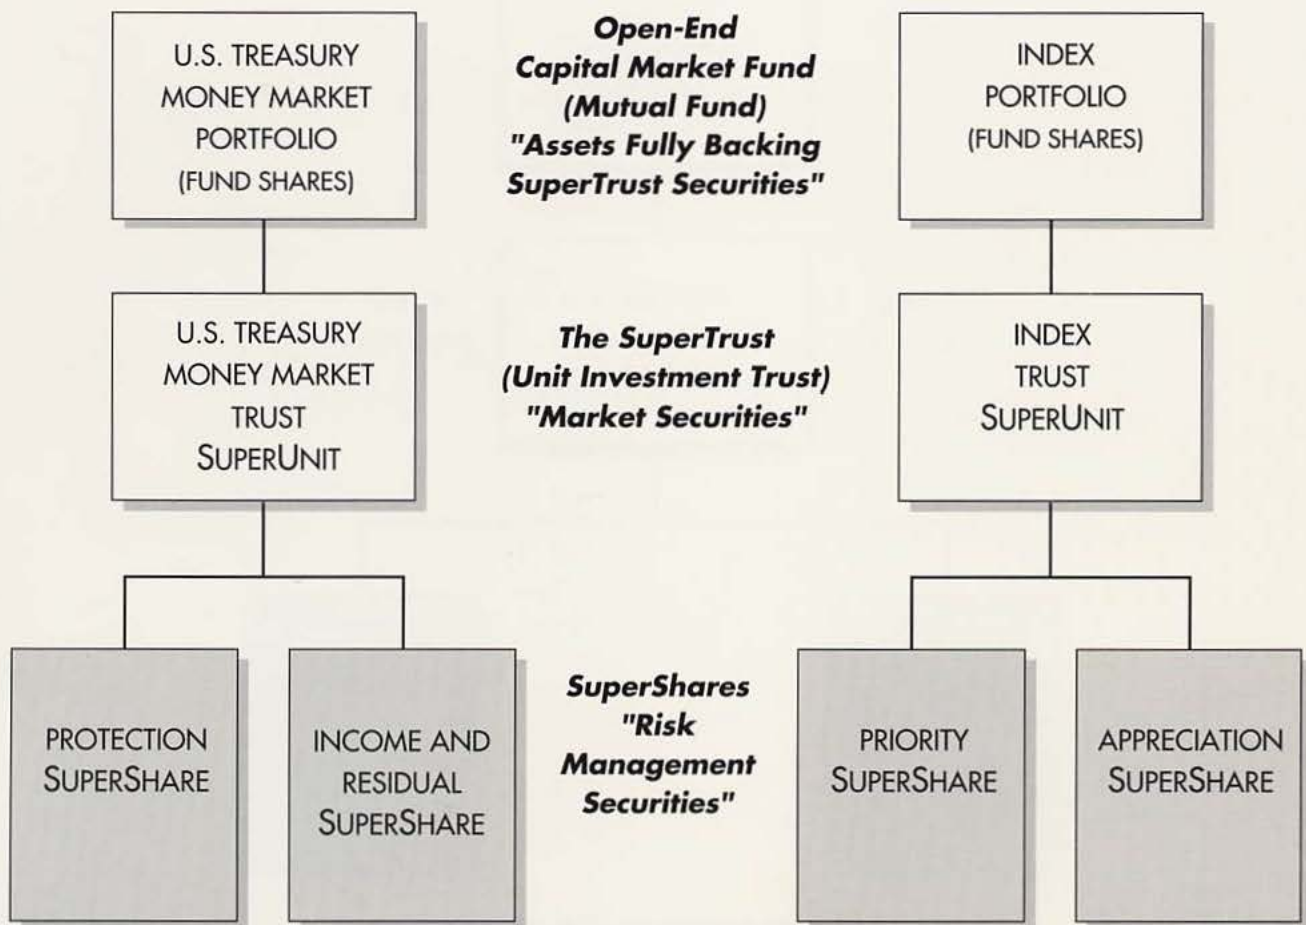 U.S. TREASURY
MONEY MARKET
PORTFOLIO
(FUND SHARES)
Open-End
Capital Market Fund
(Mutual Fund)
"Assets Fully Backing
SuperTrust Securities"
INDEX
PORTFOLIO
(FUND SHARES)
U.S. TREASURY
MONEY MARKET
TRUST
SUPERUNIT
The SuperTrust
(Unit Investment Trust)
"Market Securities"
INDEX
TRUST
SUPERUNIT
PROTECTION
SUPERSHARE
INCOME AND
RESIDUAL
SUPERSHARE
SuperShares
"Risk
Management
Securities"
PRIORITY
SUPERSHARE
APPRECIATION
SUPERSHARE